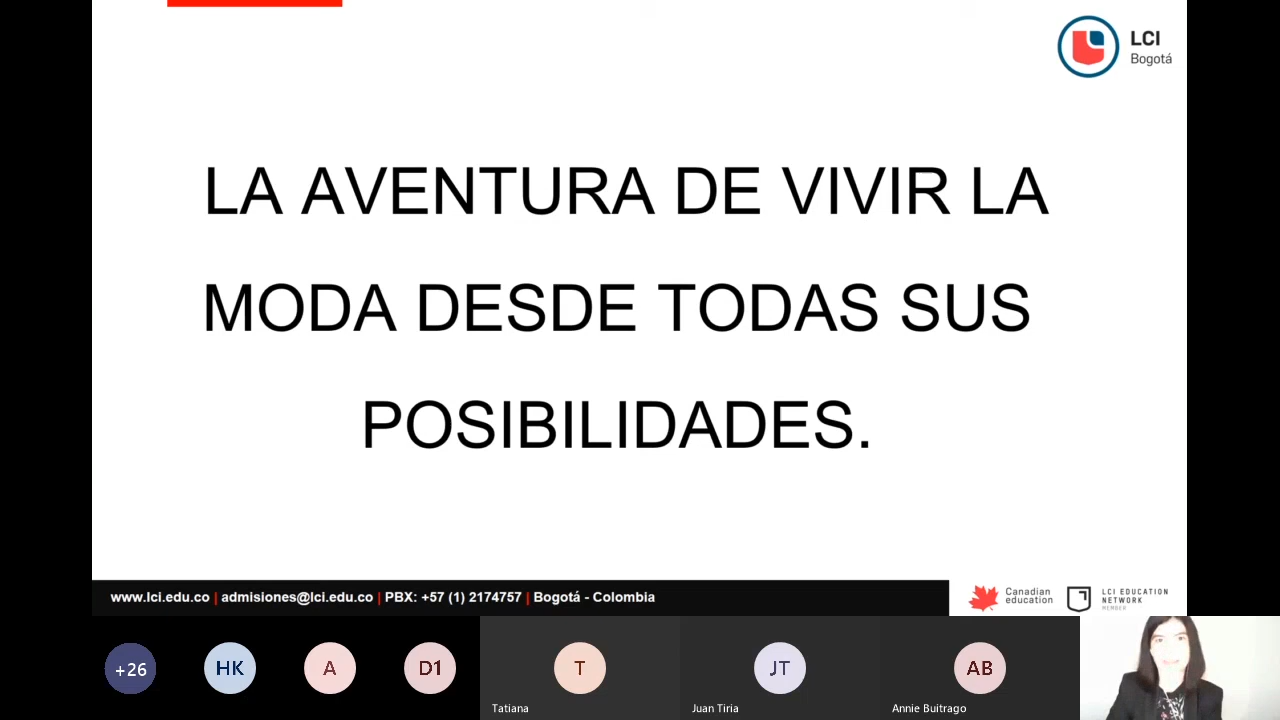 LCI
Bogotá
LA AVENTURA DE VIVIR LA
MODA DESDE TODAS SUS
POSIBILIDADES.
www.lci.edu.co | admisiones@lci.edu.co | PBX: +57 (1) 2174757 | Bogotá - Colombia
Canadian
education
LCI EDUCATION
NETWORK
MEMBER
+26
HK
A
D1
T
JT
AB
Tatiana
Juan Tiria
Annie Buitrago